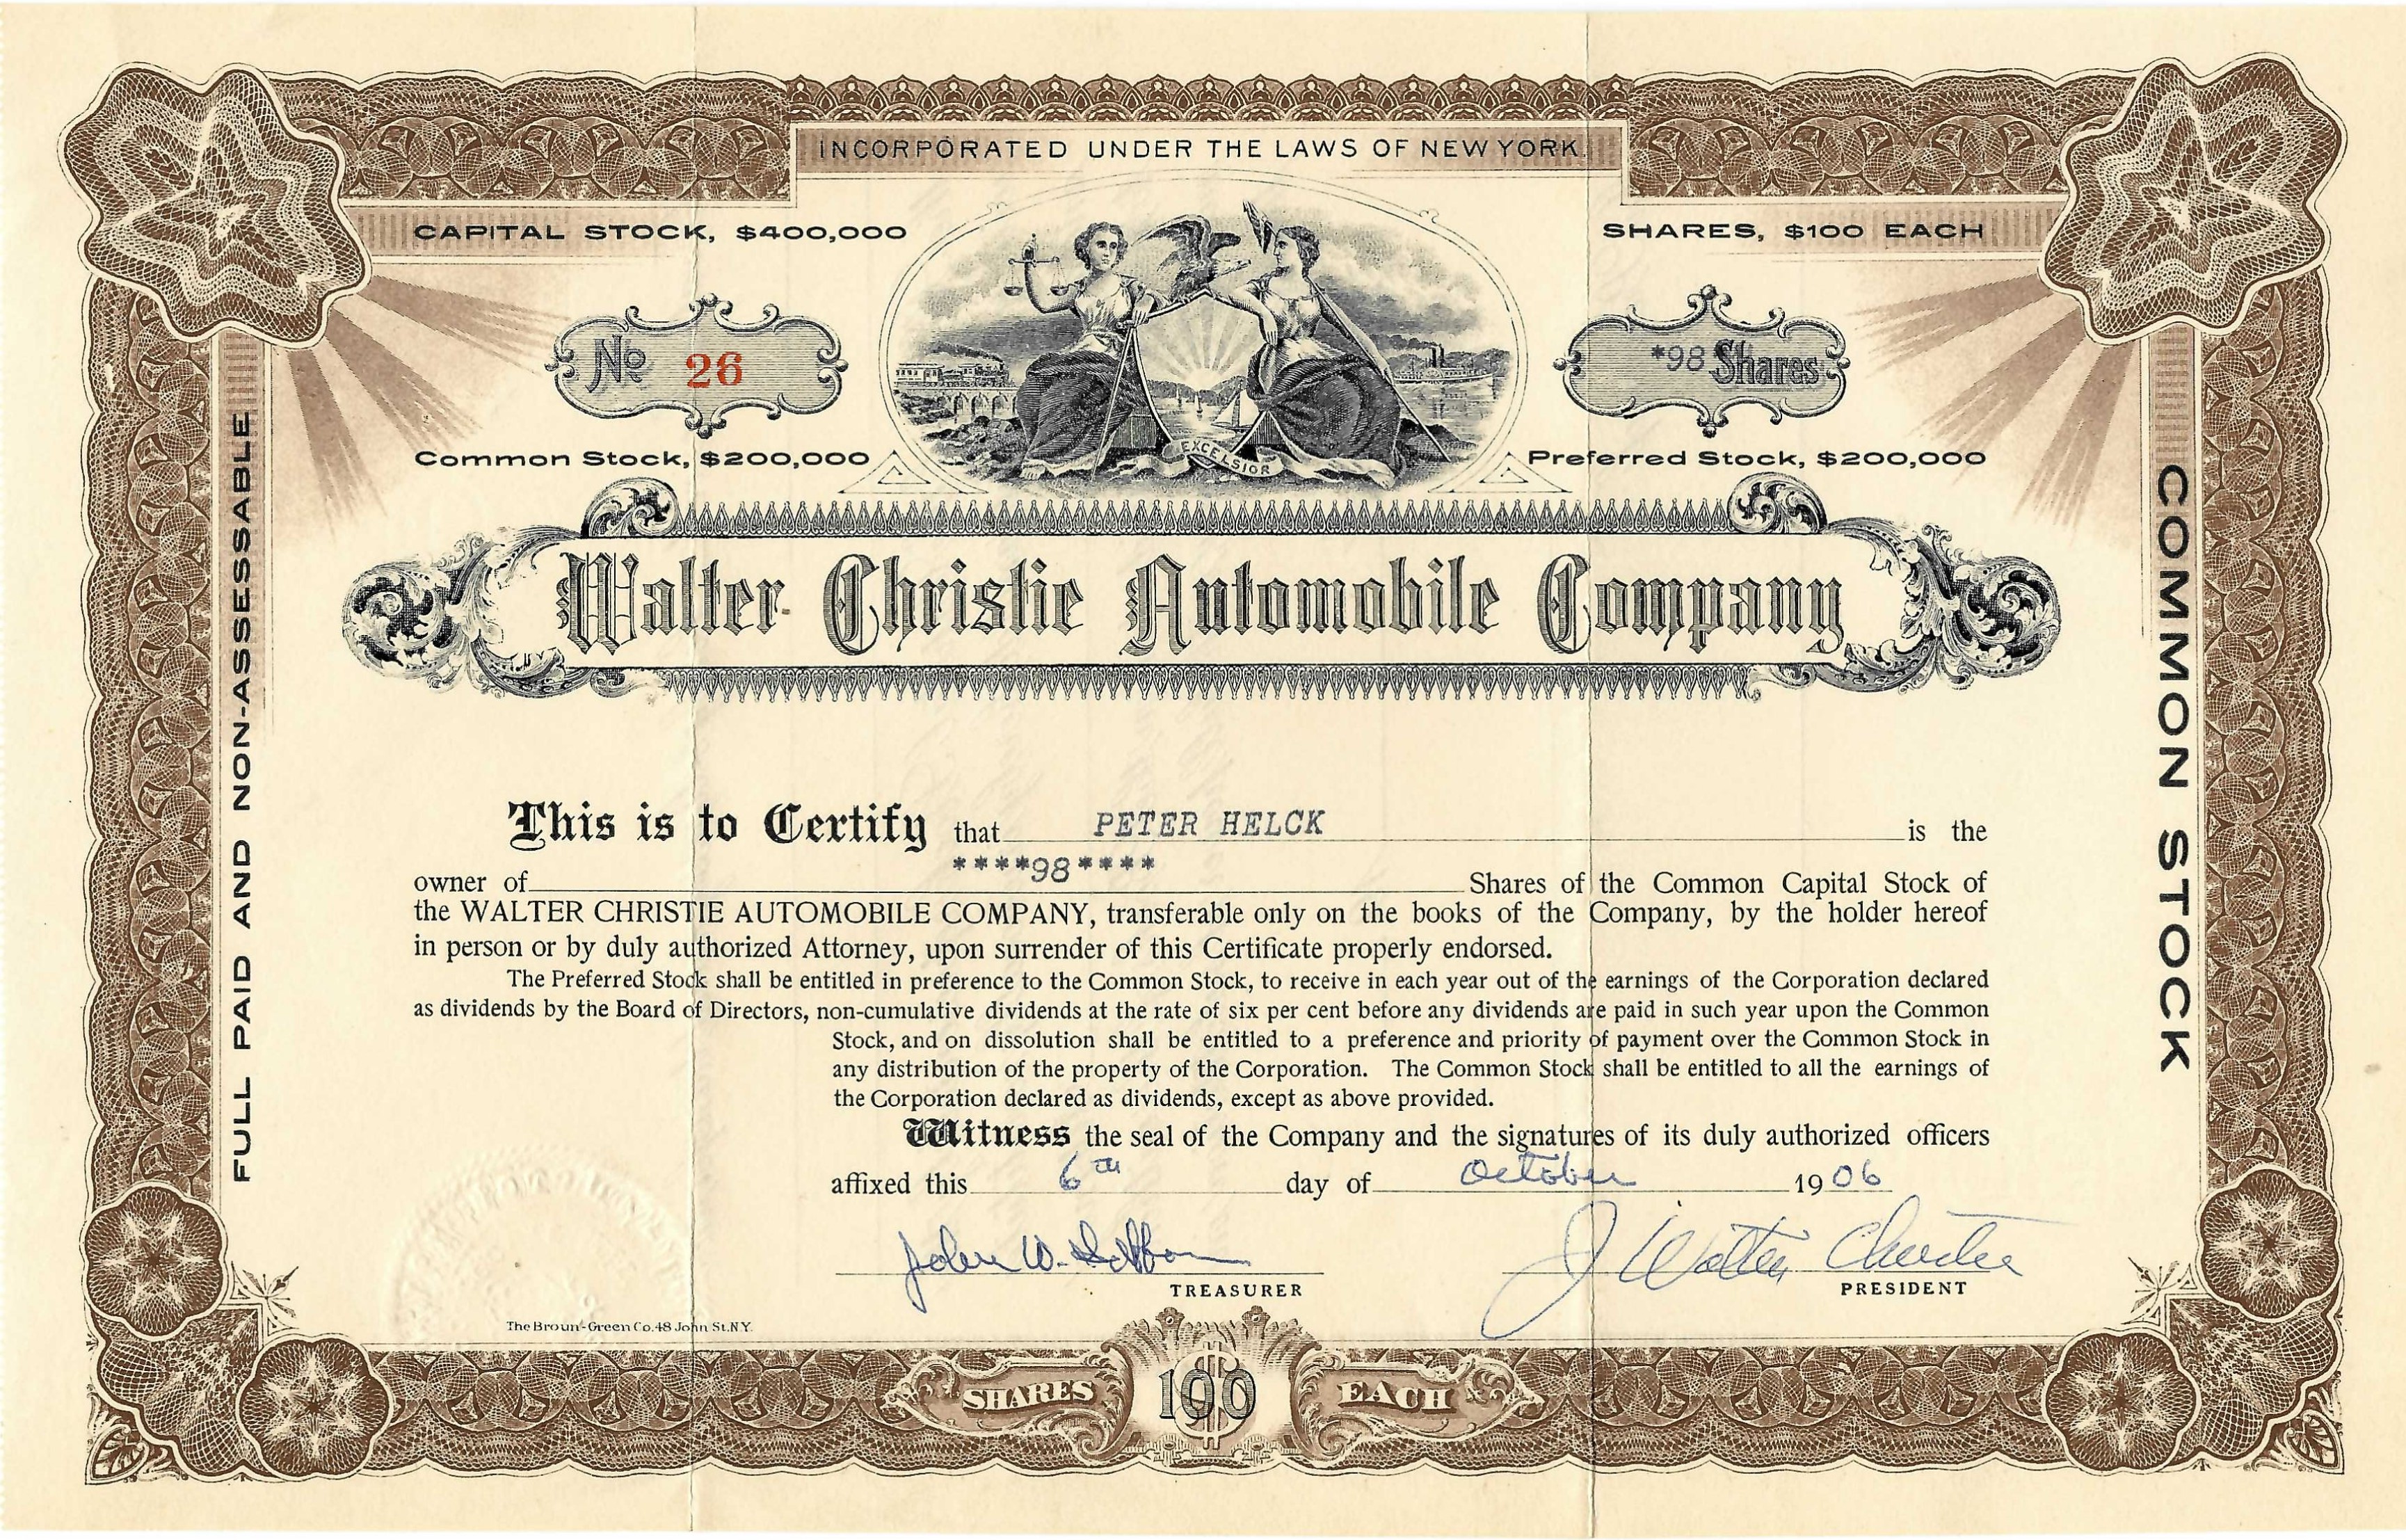 INCORPORATED UNDER THE LAWS OF NEW YORK.
CAPITAL STOCK, $400,000
SHARES, $100 EACH
No 26
*98 Shares
EXCELSIOR
Common Stock, $200,000
Preferred Stock, $200,000
Walter Christie Automobile Company
FULL PAID AND NON-ASSESSABLE
COMMON STOCK
This is to Certify that PETER HELCK is the
owner of ****98**** Shares of the Common Capital Stock of
the WALTER CHRISTIE AUTOMOBILE COMPANY, transferable only on the books of the Company, by the holder hereof
in person or by duly authorized Attorney, upon surrender of this Certificate properly endorsed.
The Preferred Stock shall be entitled in preference to the Common Stock, to receive in each year out of the earnings of the Corporation declared
as dividends by the Board of Directors, non-cumulative dividends at the rate of six per cent before any dividends are paid in such year upon the Common
Stock, and on dissolution shall be entitled to a preference and priority of payment over the Common Stock in
any distribution of the property of the Corporation. The Common Stock shall be entitled to all the earnings of
the Corporation declared as dividends, except as above provided.
Witness the seal of the Company and the signatures of its duly authorized officers
affixed this 6th day of October 1906
John W.
J Walter Christie
TREASURER
PRESIDENT
The Broun-Green Co. 48 John St. N.Y.
SHARES $100 EACH